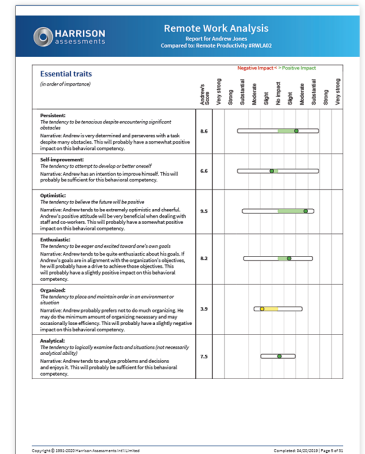 HARRISON
assessments
Remote Work Analysis
Report for Andrew Jones
Compared to: Remote Productivity #RWLA02
Essential traits
(in order of importance)
Negative Impact < > Positive Impact
Andrew's Score
Very strong
Strong
Substantial
Moderate
Slight
No Impact
Slight
Moderate
Substantial
Strong
Very strong
Persistent:
The tendency to be tenacious despite encountering significant
obstacles
Narrative: Andrew is very determined and perseveres with a task
despite many obstacles. This will probably have a somewhat positive
impact on this behavioral competency.
8.6
Self-improvement:
The tendency to attempt to develop or better oneself
Narrative: Andrew has an intention to improve himself. This will
probably be sufficient for this behavioral competency.
6.6
Optimistic:
The tendency to believe the future will be positive
Narrative: Andrew tends to be extremely optimistic and cheerful.
Andrew's positive attitude will be very beneficial when dealing with
staff and co-workers. This will probably have a somewhat positive
impact on this behavioral competency.
9.5
Enthusiastic:
The tendency to be eager and excited toward one's own goals
Narrative: Andrew tends to be quite enthusiastic about his goals. If
Andrew's goals are in alignment with the organization's objectives,
he will probably have a drive to achieve those objectives. This
will probably have a slightly positive impact on this behavioral
competency.
8.2
Organized:
The tendency to place and maintain order in an environment or
situation
Narrative: Andrew probably prefers not to do much organizing. He
may do the minimum amount of organizing necessary and may
occasionally lose efficiency. This will probably have a slightly negative
impact on this behavioral competency.
3.9
Analytical:
The tendency to logically examine facts and situations (not necessarily
analytical ability)
Narrative: Andrew tends to analyze problems and decisions
and enjoys it. This will probably be sufficient for this behavioral
competency.
7.5
Copyright © 1991-2020 Harrison Assessments Int'l Limited
Completed: 04/20/2019 | Page 9 of 31